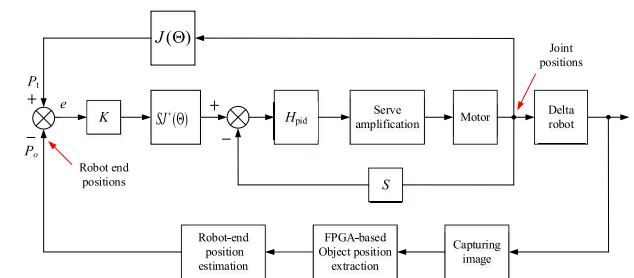 J(Θ)
Joint
positions
P_t
+
e
K
SJ⁺(Θ)
+
−
H_pid
Serve
amplification
Motor
Delta
robot
−
P_o
Robot end
positions
S
Robot-end
position
estimation
FPGA-based
Object position
extraction
Capturing
image